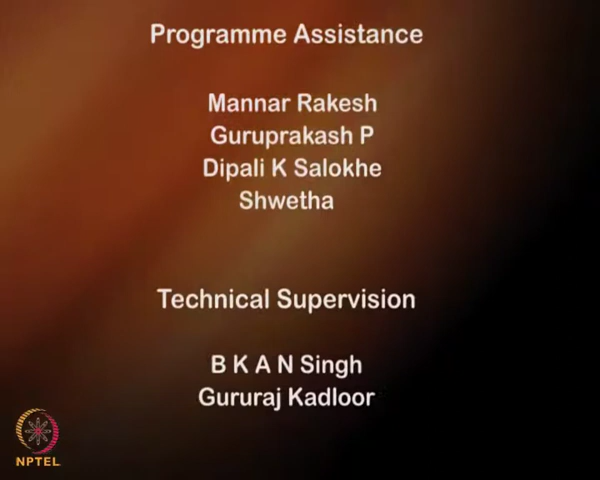 Programme Assistance
Mannar Rakesh
Guruprakash P
Dipali K Salokhe
Shwetha
Technical Supervision
B K A N Singh
Gururaj Kadloor
NPTEL